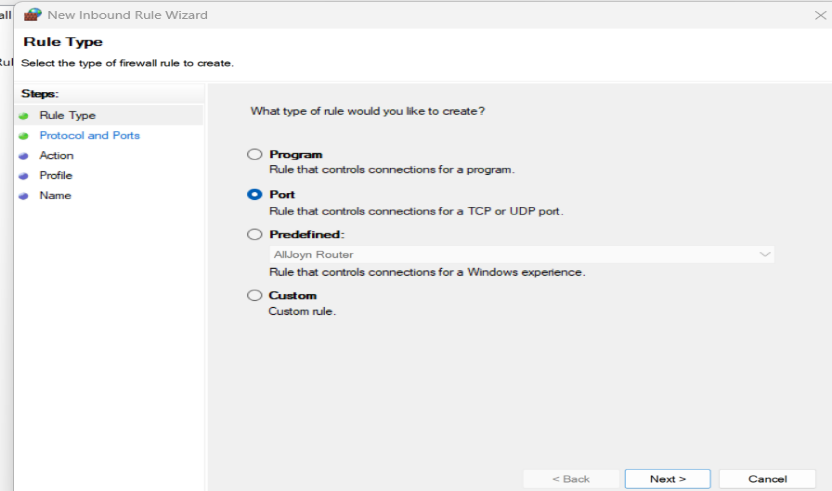 all
New Inbound Rule Wizard
Rule Type
Select the type of firewall rule to create.
Steps:
Rule Type
Protocol and Ports
Action
Profile
Name
What type of rule would you like to create?
Program
Rule that controls connections for a program.
Port
Rule that controls connections for a TCP or UDP port.
Predefined:
AllJoyn Router
Rule that controls connections for a Windows experience.
Custom
Custom rule.
< Back
Next >
Cancel